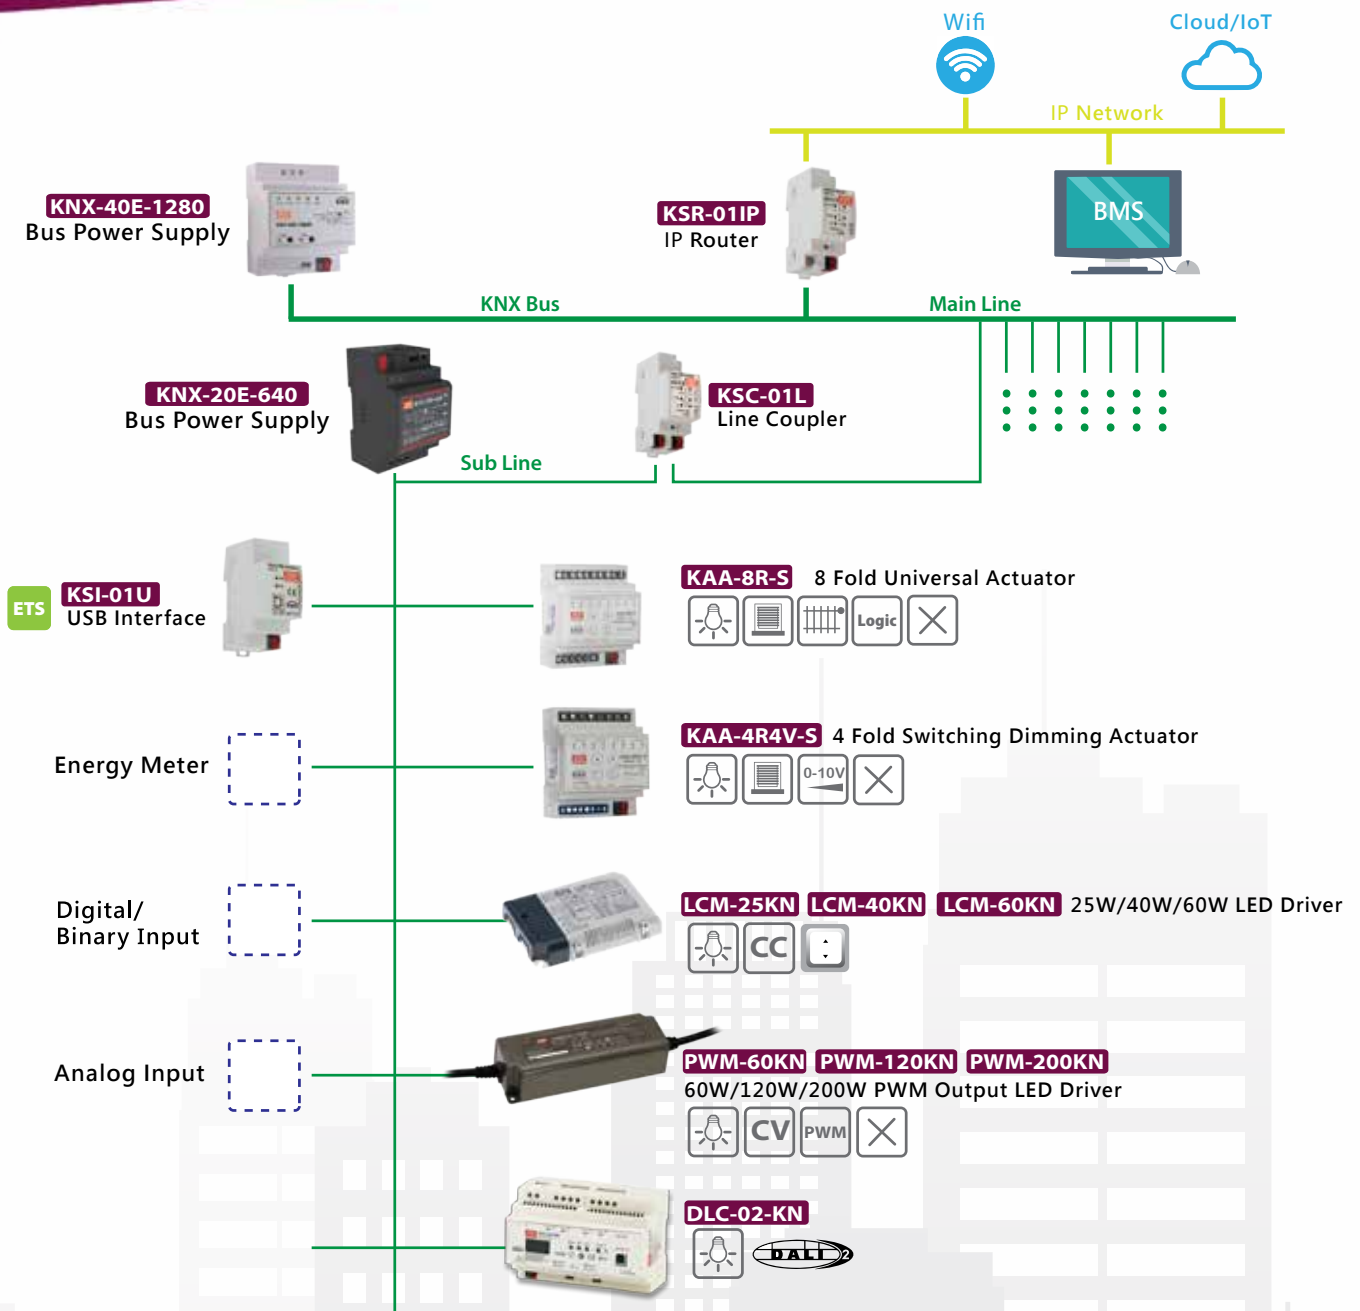 Wifi
Cloud/IoT
IP Network
KNX-40E-1280
Bus Power Supply
KSR-01IP
IP Router
BMS
KNX Bus
Main Line
KNX-20E-640
Bus Power Supply
KSC-01L
Line Coupler
Sub Line
ETS
KSI-01U
USB Interface
KAA-8R-S 8 Fold Universal Actuator
Logic
Energy Meter
KAA-4R4V-S 4 Fold Switching Dimming Actuator
0-10V
Digital/
Binary Input
LCM-25KN LCM-40KN LCM-60KN 25W/40W/60W LED Driver
CC
Analog Input
PWM-60KN PWM-120KN PWM-200KN
60W/120W/200W PWM Output LED Driver
CV PWM
DLC-02-KN
DALI 2